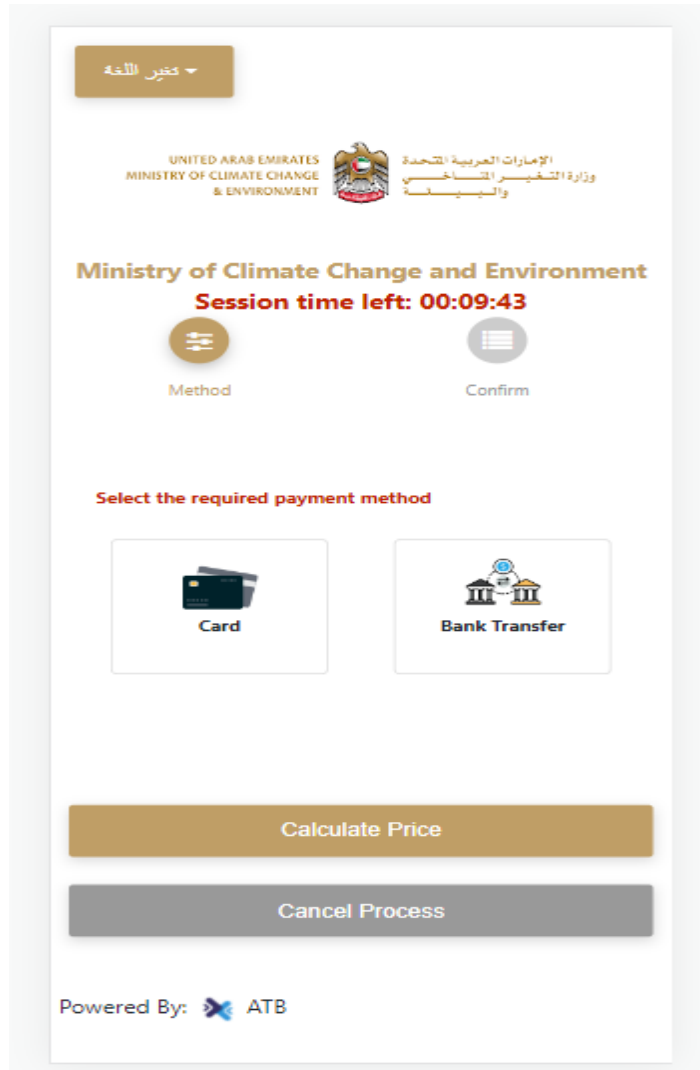 تغير اللغة
UNITED ARAB EMIRATES
MINISTRY OF CLIMATE CHANGE
& ENVIRONMENT
الإمارات العربية المتحدة
وزارة التغيير المناخي
والبيئة
Ministry of Climate Change and Environment
Session time left: 00:09:43
Method
Confirm
Select the required payment method
Card
Bank Transfer
Calculate Price
Cancel Process
Powered By: ATB